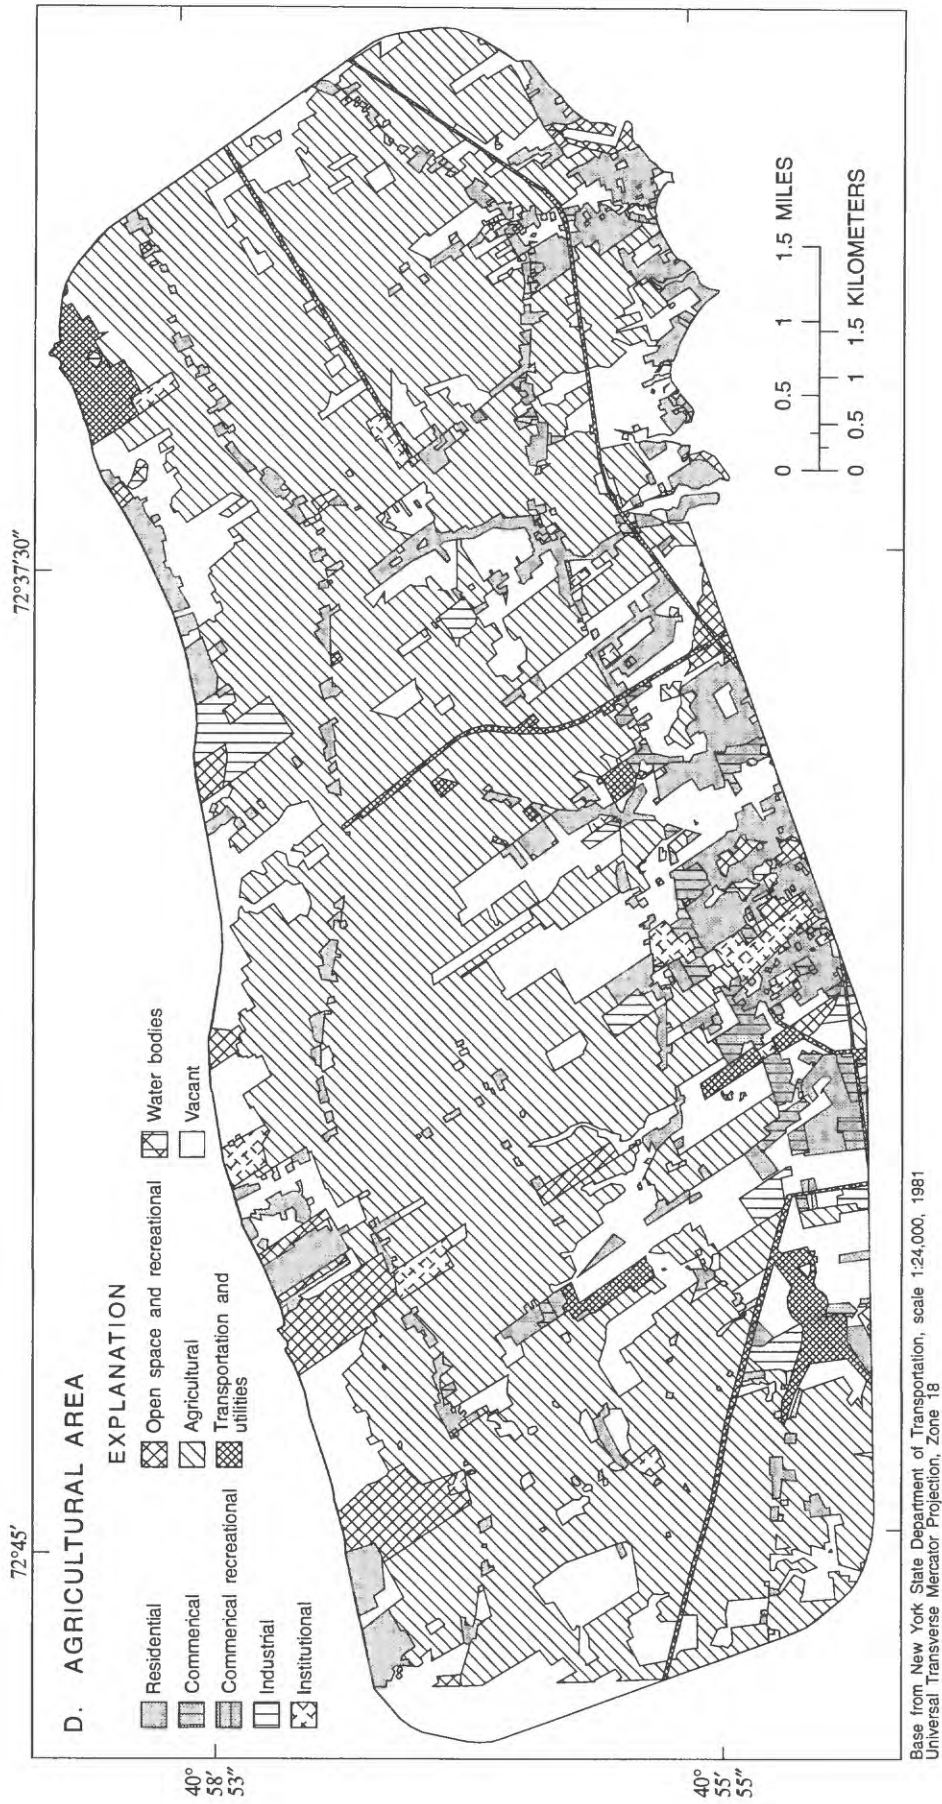 D. AGRICULTURAL AREA
EXPLANATION
Residential
Commerical
Commerical recreational
Industrial
Institutional
Open space and recreational
Agricultural
Transportation and
utilities
Water bodies
Vacant
72°45′
72°37′30″
40°
58′
53″
40°
55′
55″
0 0.5 1 1.5 MILES
0 0.5 1 1.5 KILOMETERS
Base from New York State Department of Transportation, scale 1:24,000, 1981
Universal Transverse Mercator Projection, Zone 18